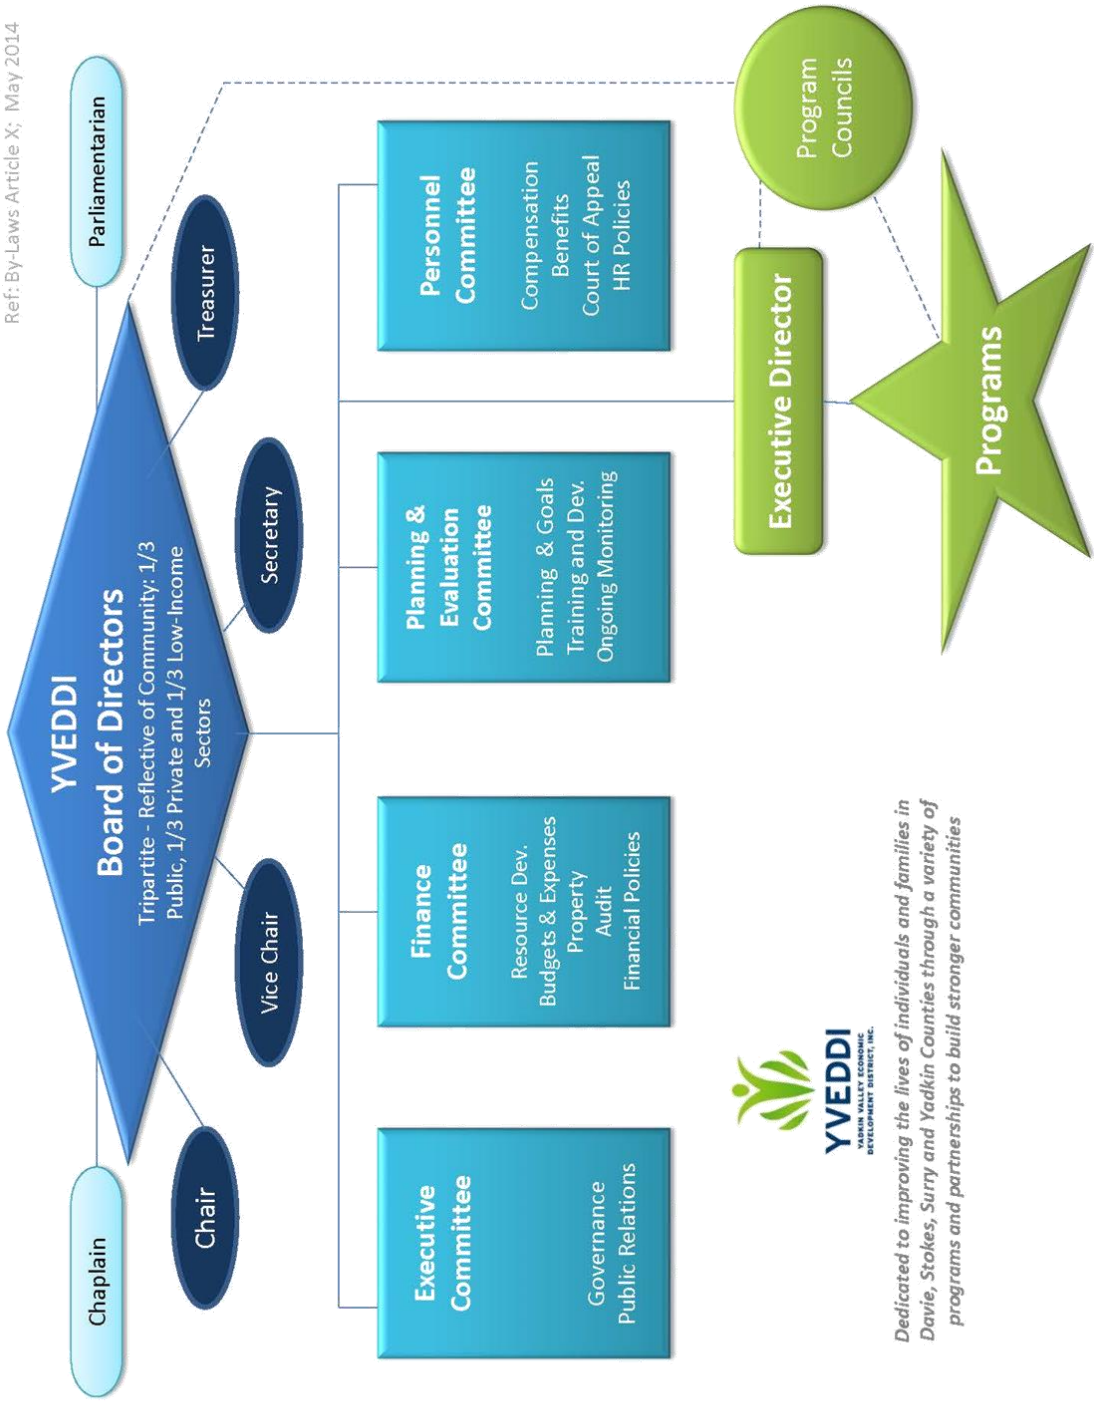 Ref: By-Laws Article X;  May 2014
Chaplain
Parliamentarian
YVEDDI
Board of Directors
Tripartite - Reflective of Community: 1/3
Public, 1/3 Private and 1/3 Low-Income
Sectors
Chair
Vice Chair
Secretary
Treasurer
Executive
Committee
Governance
Public Relations
Finance
Committee
Resource Dev.
Budgets & Expenses
Property
Audit
Financial Policies
Planning &
Evaluation
Committee
Planning  & Goals
Training and Dev.
Ongoing Monitoring
Personnel
Committee
Compensation
Benefits
Court of Appeal
HR Policies
Executive Director
Program
Councils
Programs
YVEDDI
YADKIN VALLEY ECONOMIC
DEVELOPMENT DISTRICT, INC.
Dedicated to improving the lives of individuals and families in
Davie, Stokes, Surry and Yadkin Counties through a variety of
programs and partnerships to build stronger communities